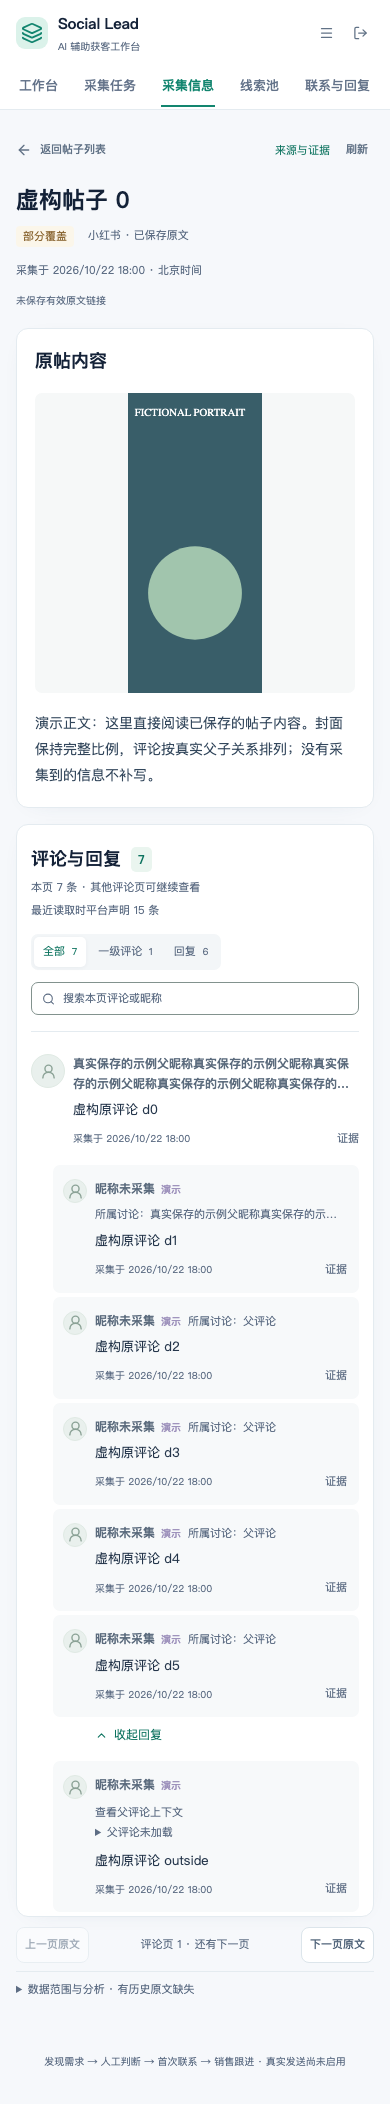 Social Lead
AI 辅助获客工作台
工作台 采集任务 采集信息 线索池 联系与回复
返回帖子列表 来源与证据 刷新
虚构帖子 0
部分覆盖 小红书 · 已保存原文
采集于 2026/10/22 18:00 · 北京时间
未保存有效原文链接
原帖内容
FICTIONAL PORTRAIT
演示正文：这里直接阅读已保存的帖子内容。封面
保持完整比例，评论按真实父子关系排列；没有采
集到的信息不补写。
评论与回复 7
本页 7 条 · 其他评论页可继续查看
最近读取时平台声明 15 条
全部 7 一级评论 1 回复 6
搜索本页评论或昵称
真实保存的示例父昵称真实保存的示例父昵称真实保
存的示例父昵称真实保存的示例父昵称真实保存的...
虚构原评论 d0
采集于 2026/10/22 18:00 证据
昵称未采集 演示
所属讨论：真实保存的示例父昵称真实保存的示...
虚构原评论 d1
采集于 2026/10/22 18:00 证据
昵称未采集 演示 所属讨论：父评论
虚构原评论 d2
采集于 2026/10/22 18:00 证据
昵称未采集 演示 所属讨论：父评论
虚构原评论 d3
采集于 2026/10/22 18:00 证据
昵称未采集 演示 所属讨论：父评论
虚构原评论 d4
采集于 2026/10/22 18:00 证据
昵称未采集 演示 所属讨论：父评论
虚构原评论 d5
采集于 2026/10/22 18:00 证据
收起回复
昵称未采集 演示
查看父评论上下文
父评论未加载
虚构原评论 outside
采集于 2026/10/22 18:00 证据
上一页原文 评论页 1 · 还有下一页 下一页原文
数据范围与分析 · 有历史原文缺失
发现需求 → 人工判断 → 首次联系 → 销售跟进 · 真实发送尚未启用